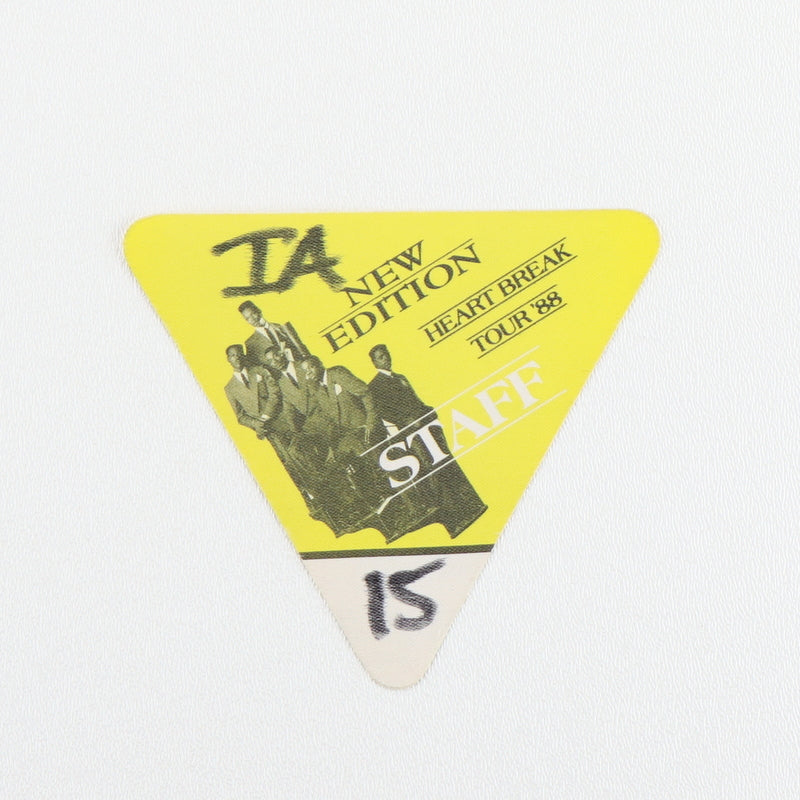 IA
NEW
EDITION
HEART BREAK
TOUR '88
STAFF
15